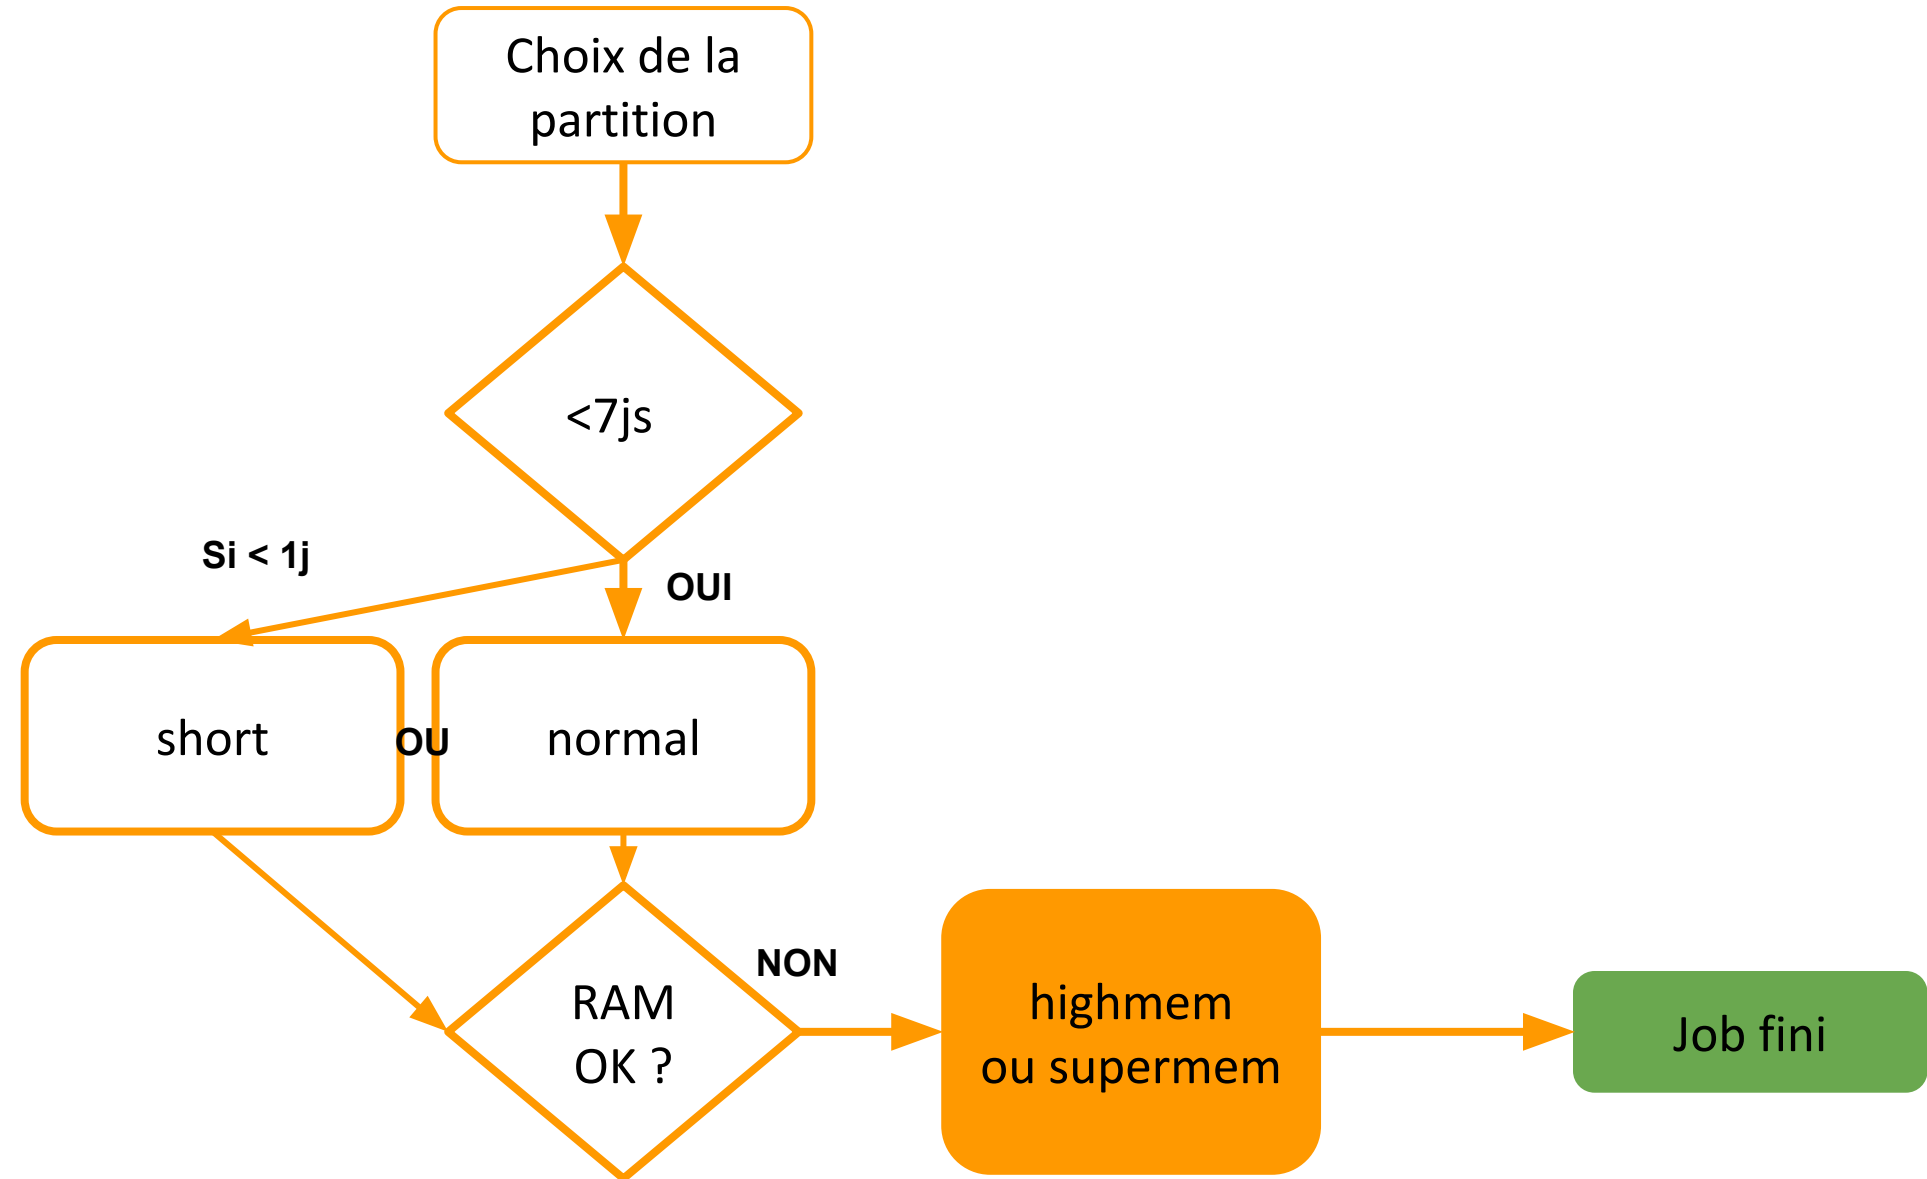 Choix de la
partition
<7js
Si < 1j
OUI
short
OU
normal
RAM
OK ?
NON
highmem
ou supermem
Job fini